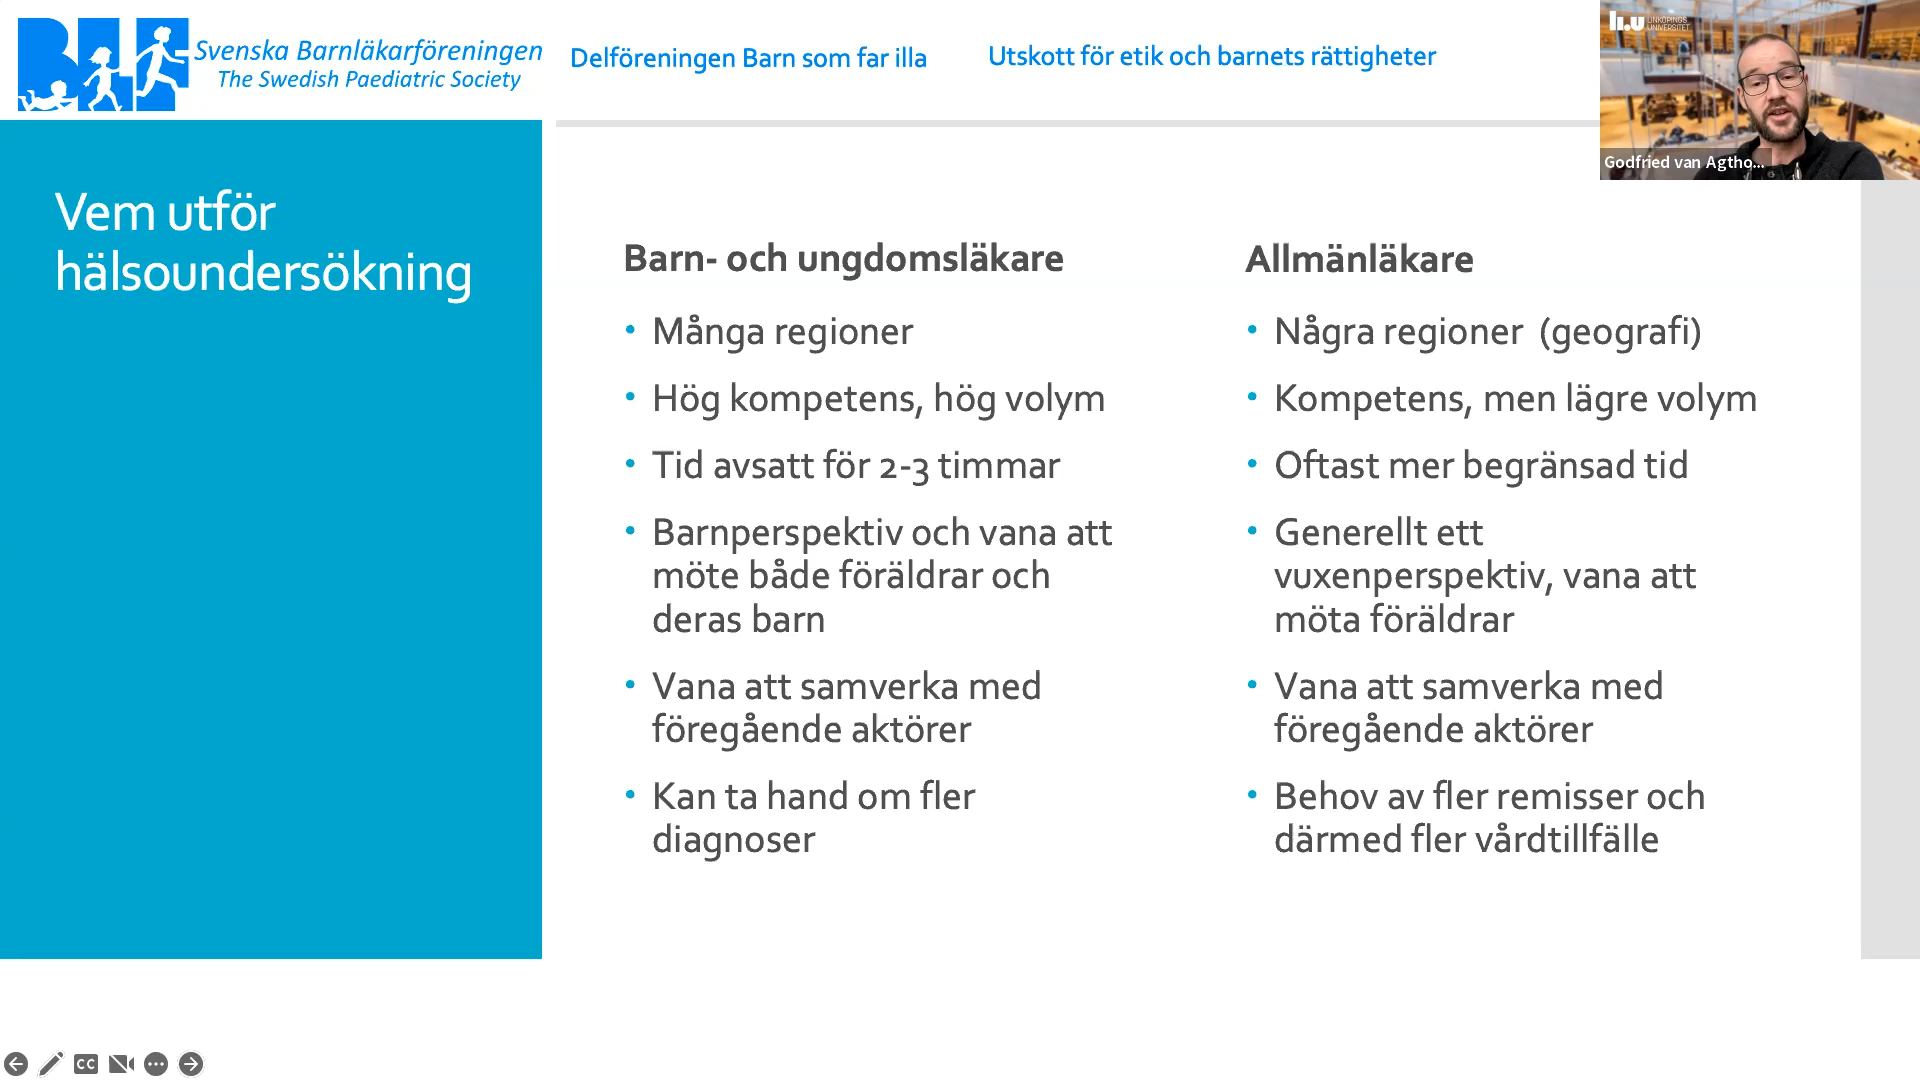 Svenska Barnläkarföreningen
The Swedish Paediatric Society
Delföreningen Barn som far illa
Utskott för etik och barnets rättigheter
LINKÖPINGS
UNIVERSITET
Godfried van Agtho...
Vem utför
hälsoundersökning
Barn- och ungdomsläkare
• Många regioner
• Hög kompetens, hög volym
• Tid avsatt för 2-3 timmar
• Barnperspektiv och vana att
möte både föräldrar och
deras barn
• Vana att samverka med
föregående aktörer
• Kan ta hand om fler
diagnoser
Allmänläkare
• Några regioner (geografi)
• Kompetens, men lägre volym
• Oftast mer begränsad tid
• Generellt ett
vuxenperspektiv, vana att
möta föräldrar
• Vana att samverka med
föregående aktörer
• Behov av fler remisser och
därmed fler vårdtillfälle
CC